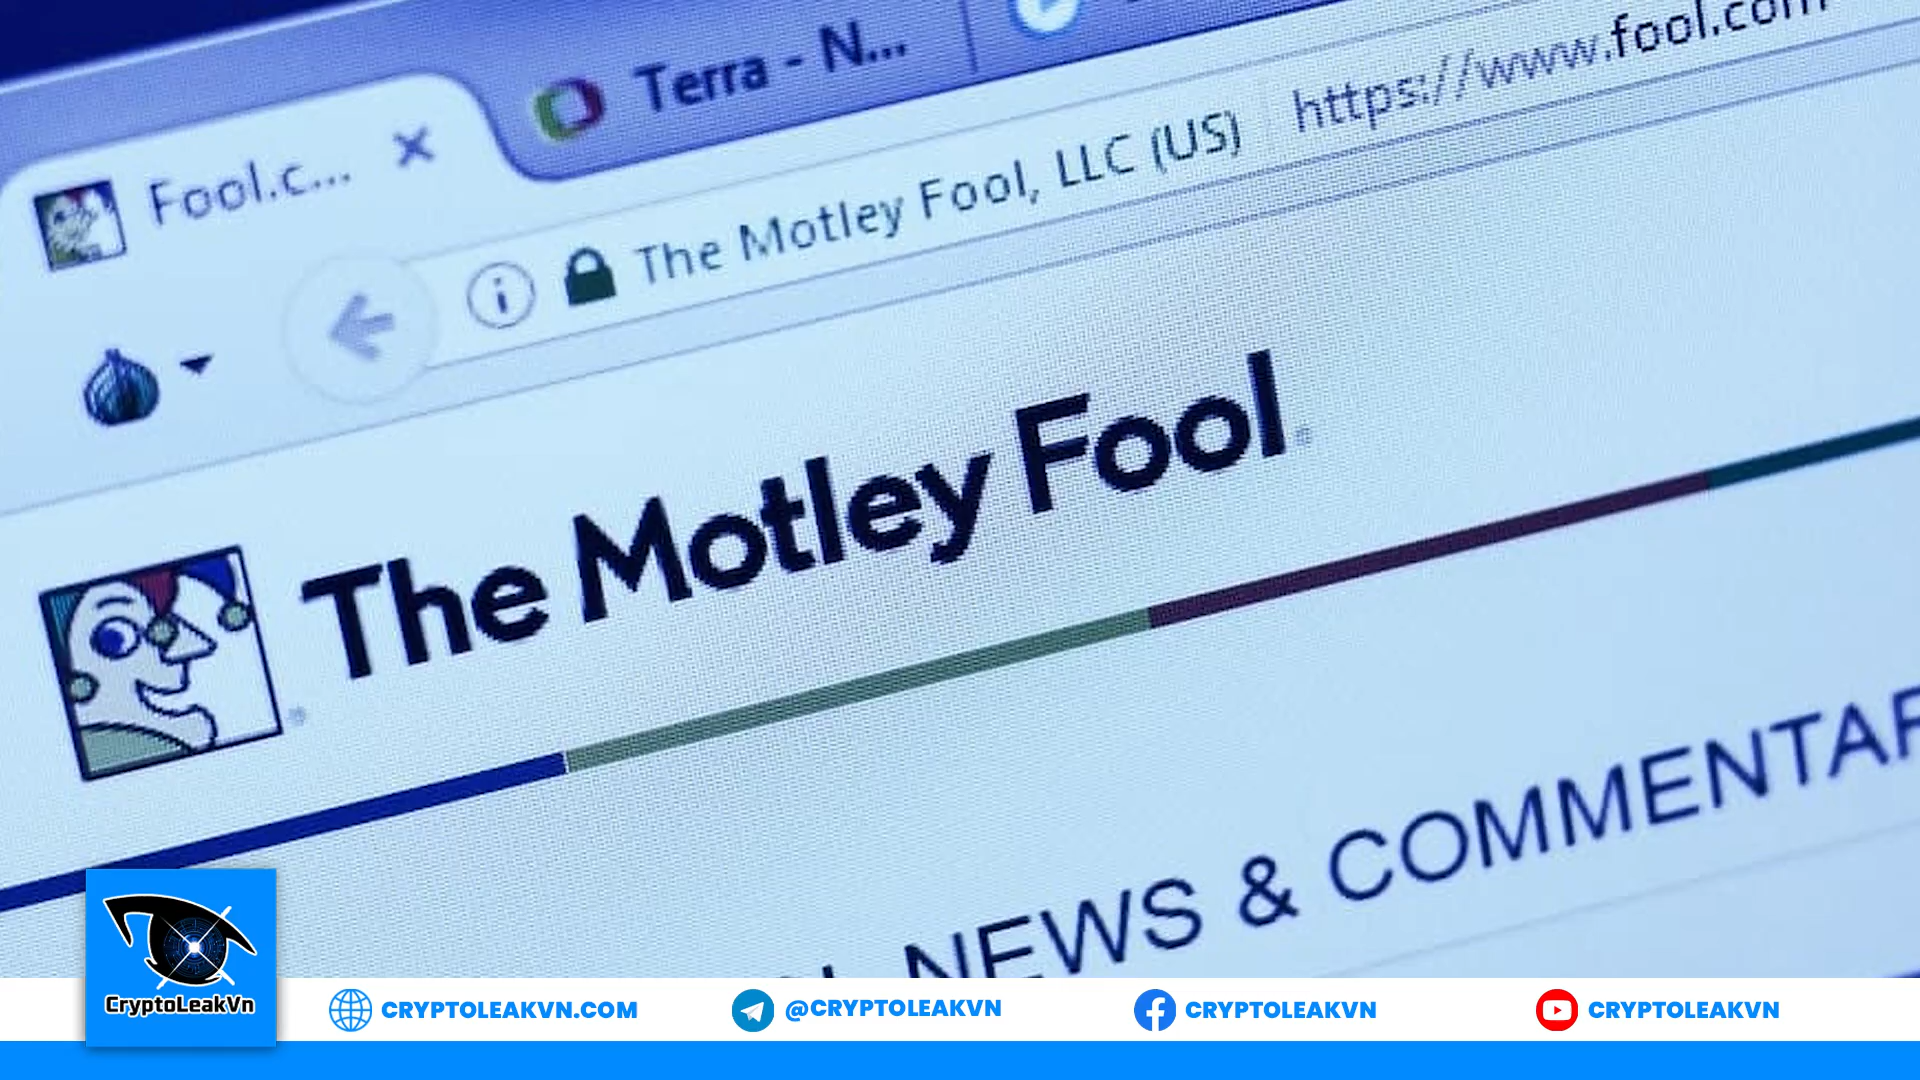 Terra - N...
Fool.c...
The Motley Fool, LLC (US) https://www.fool.com
The Motley Fool®
NEWS & COMMENTAR
CryptoLeakVn
CRYPTOLEAKVN.COM
@CRYPTOLEAKVN
CRYPTOLEAKVN
CRYPTOLEAKVN